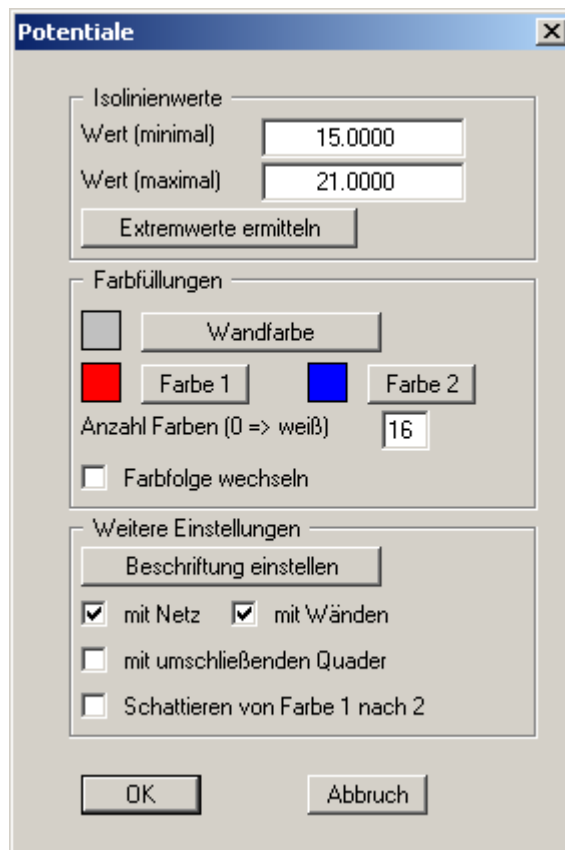 Potentiale
Isolinienwerte
Wert (minimal) 15.0000
Wert (maximal) 21.0000
Extremwerte ermitteln
Farbfüllungen
Wandfarbe
Farbe 1 Farbe 2
Anzahl Farben (0 => weiß) 16
Farbfolge wechseln
Weitere Einstellungen
Beschriftung einstellen
mit Netz mit Wänden
mit umschließenden Quader
Schattieren von Farbe 1 nach 2
OK Abbruch